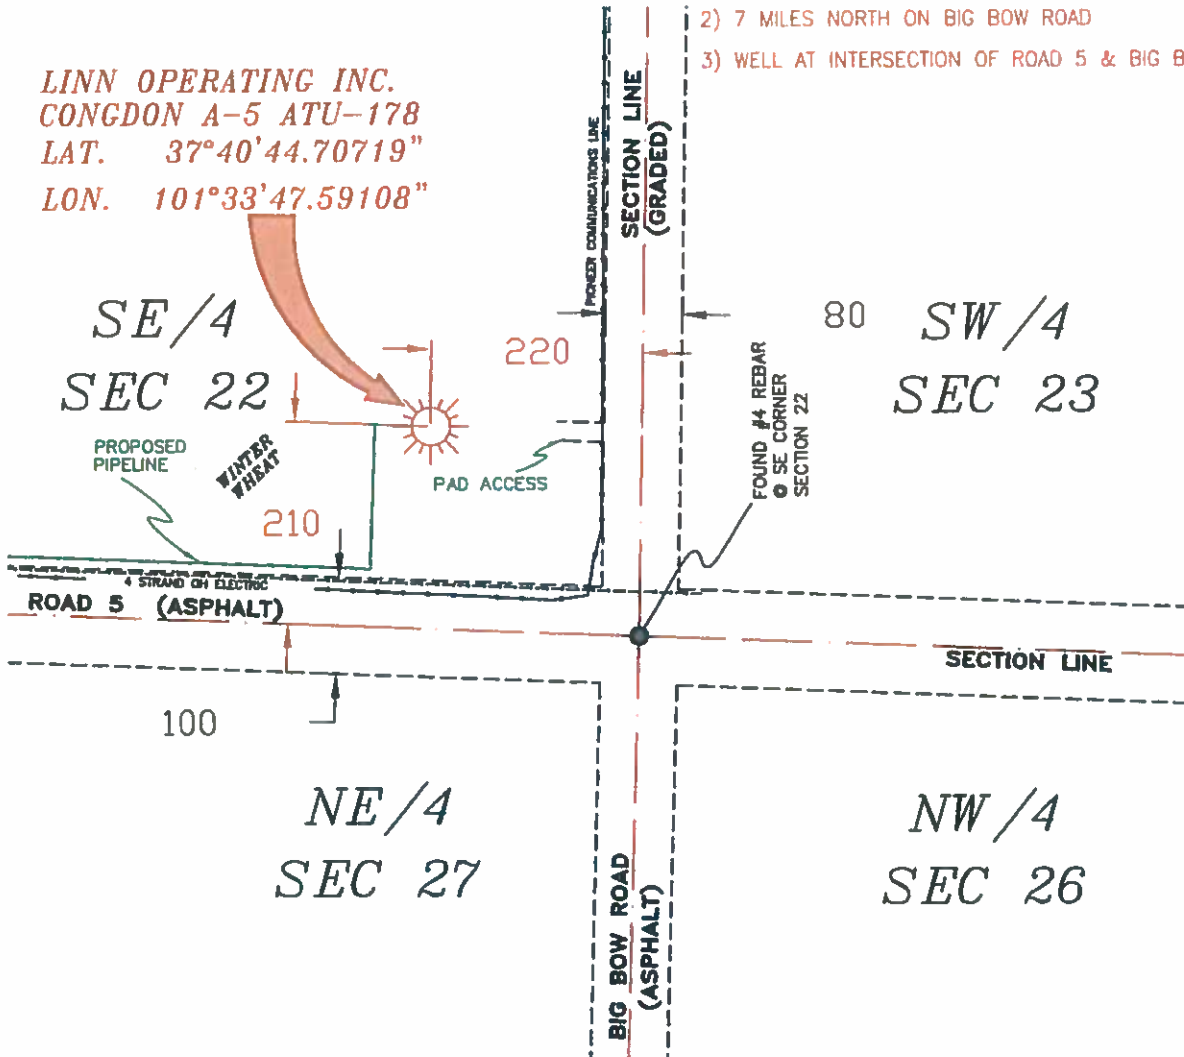 2) 7 MILES NORTH ON BIG BOW ROAD
3) WELL AT INTERSECTION OF ROAD 5 & BIG B
LINN OPERATING INC.
CONGDON A-5 ATU-178
LAT. 37°40'44.70719"
LON. 101°33'47.59108"
PIONEER COMMUNICATIONS LINE
SECTION LINE
(GRADED)
SE/4
SEC 22
220
80
SW/4
SEC 23
FOUND #4 REBAR
@ SE CORNER
SECTION 22
PROPOSED
PIPELINE
WINTER
WHEAT
PAD ACCESS
210
4 STRAND OH ELECTRIC
ROAD 5 (ASPHALT)
SECTION LINE
100
NE/4
SEC 27
NW/4
SEC 26
BIG BOW ROAD
(ASPHALT)